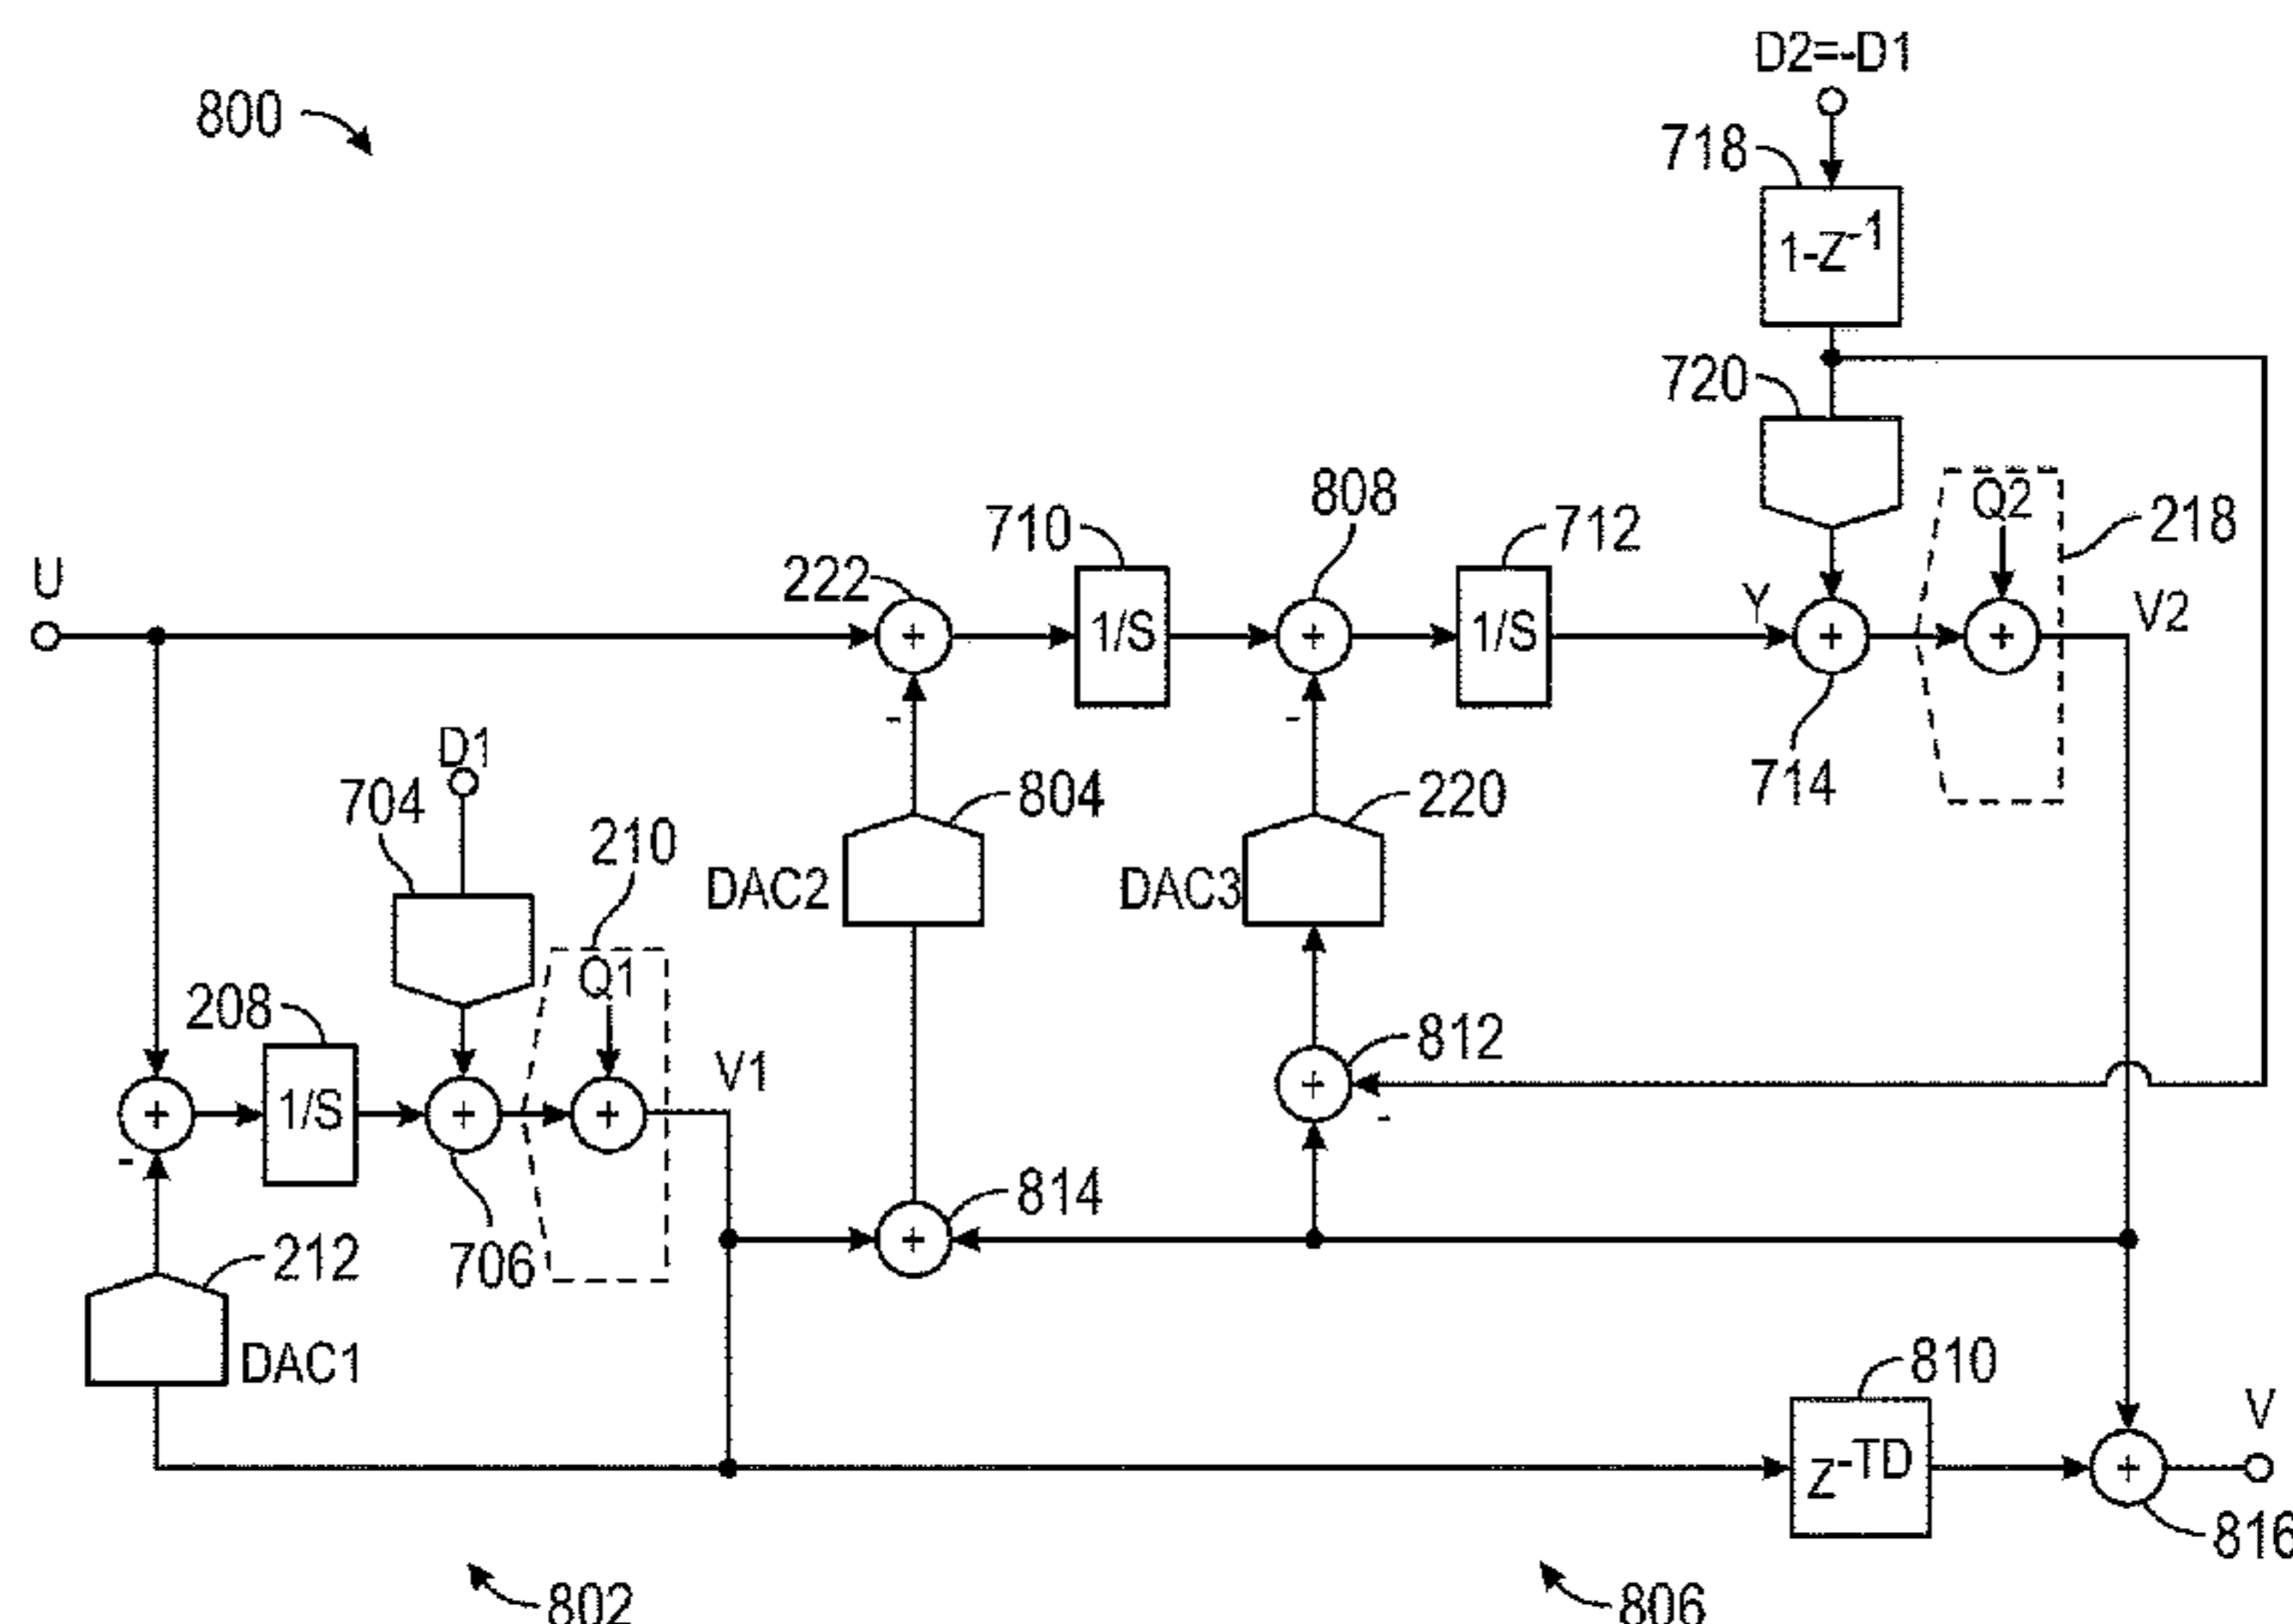 D2=-D1
800
718
1-Z-1
720
808
Q2
710
712
218
U
222
+
1/S
+
1/S
Y
+
+
V2
-
-
D1
704
804
220
714
210
DAC2
DAC3
Q1
208
812
V1
+
1/S
+
+
+
-
-
814
212
706
+
DAC1
810
V
Z-TD
+
816
802
806